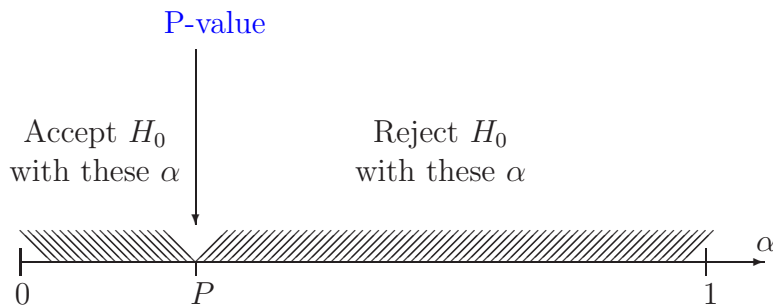 P-value
Accept H₀
with these α
Reject H₀
with these α
α
0
P
1